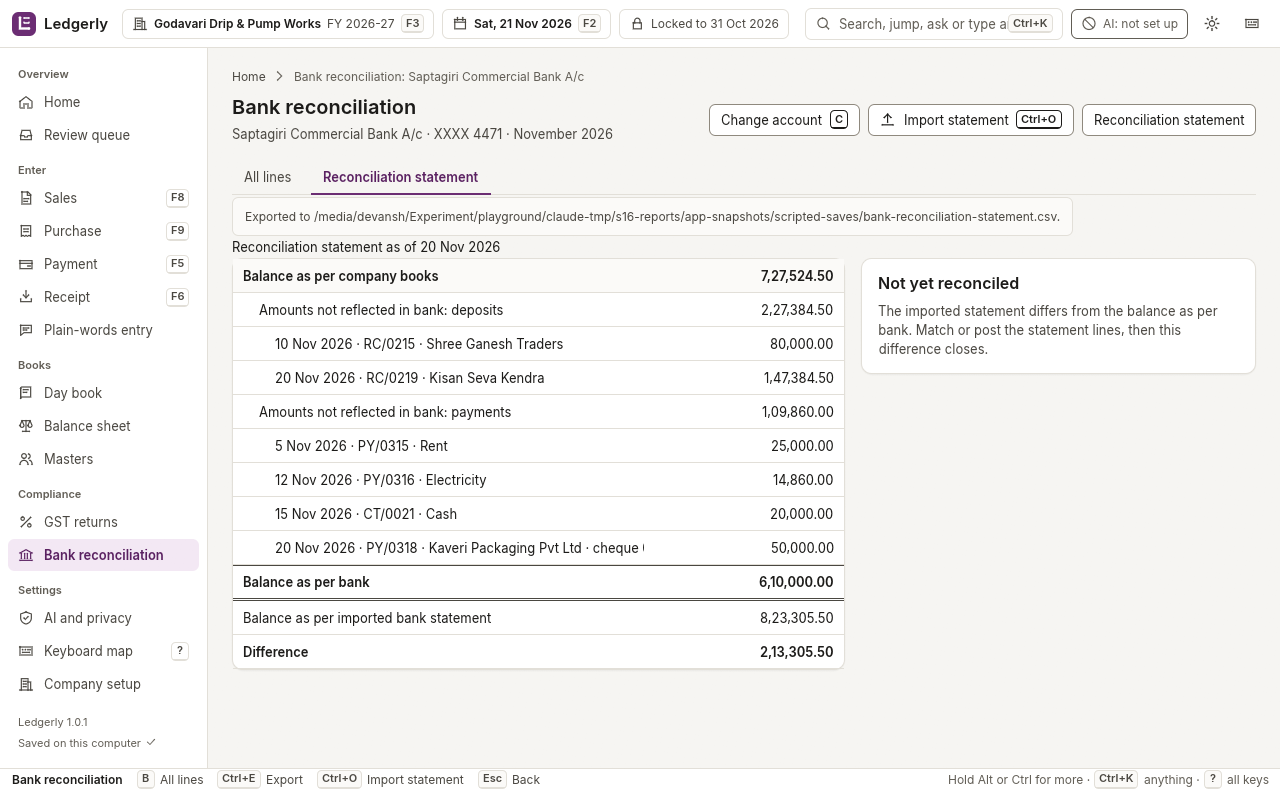 Ledgerly
Godavari Drip & Pump Works FY 2026-27 F3
Sat, 21 Nov 2026 F2
Locked to 31 Oct 2026
Search, jump, ask or type a Ctrl+K
AI: not set up
Overview
Home
Review queue
Enter
Sales F8
Purchase F9
Payment F5
Receipt F6
Plain-words entry
Books
Day book
Balance sheet
Masters
Compliance
GST returns
Bank reconciliation
Settings
AI and privacy
Keyboard map ?
Company setup
Ledgerly 1.0.1
Saved on this computer
Home Bank reconciliation: Saptagiri Commercial Bank A/c
Bank reconciliation
Saptagiri Commercial Bank A/c · XXXX 4471 · November 2026
Change account C
Import statement Ctrl+O
Reconciliation statement
All lines Reconciliation statement
Exported to /media/devansh/Experiment/playground/claude-tmp/s16-reports/app-snapshots/scripted-saves/bank-reconciliation-statement.csv.
Reconciliation statement as of 20 Nov 2026
Balance as per company books 7,27,524.50
Amounts not reflected in bank: deposits 2,27,384.50
10 Nov 2026 · RC/0215 · Shree Ganesh Traders 80,000.00
20 Nov 2026 · RC/0219 · Kisan Seva Kendra 1,47,384.50
Amounts not reflected in bank: payments 1,09,860.00
5 Nov 2026 · PY/0315 · Rent 25,000.00
12 Nov 2026 · PY/0316 · Electricity 14,860.00
15 Nov 2026 · CT/0021 · Cash 20,000.00
20 Nov 2026 · PY/0318 · Kaveri Packaging Pvt Ltd · cheque 50,000.00
Balance as per bank 6,10,000.00
Balance as per imported bank statement 8,23,305.50
Difference 2,13,305.50
Not yet reconciled
The imported statement differs from the balance as per
bank. Match or post the statement lines, then this
difference closes.
Bank reconciliation B All lines Ctrl+E Export Ctrl+O Import statement Esc Back
Hold Alt or Ctrl for more · Ctrl+K anything · ? all keys